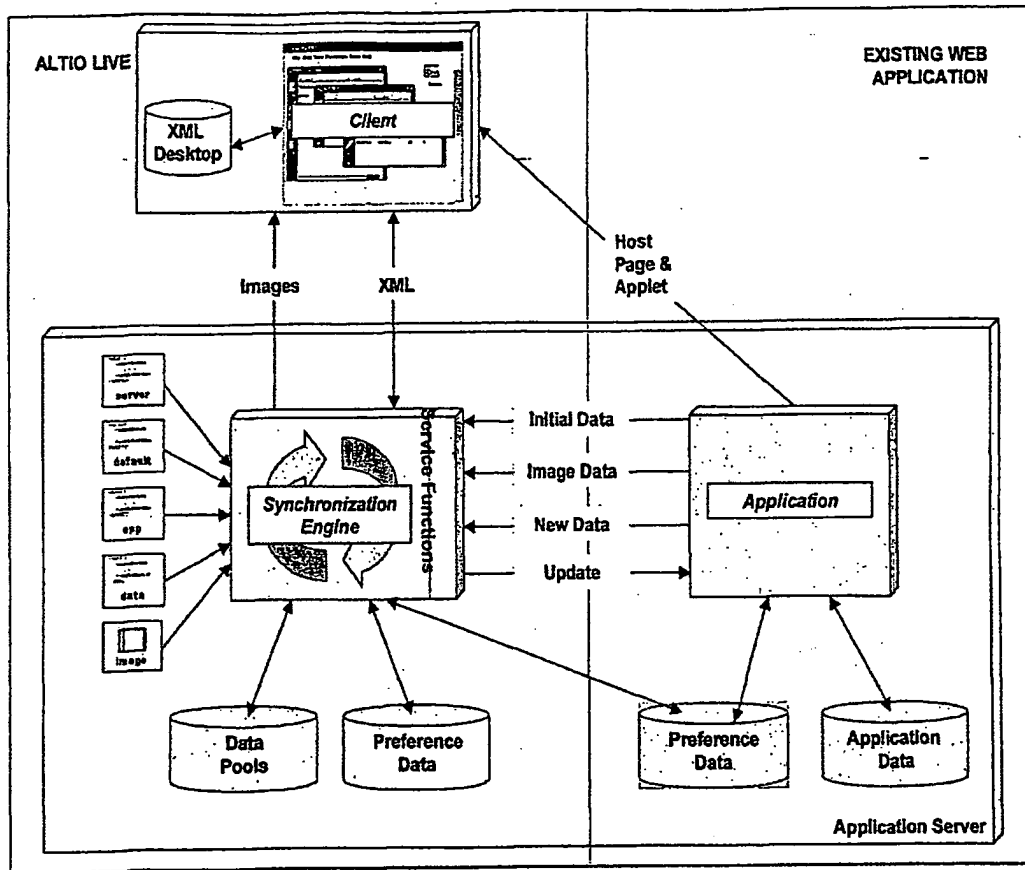 ALTIO LIVE
EXISTING WEB
APPLICATION
XML
Desktop
Client
Host
Page &
Applet
Images
XML
server
default
app
data
image
Synchronization
Engine
Service Functions
Initial Data
Image Data
New Data
Update
Application
Data
Pools
Preference
Data
Preference
Data
Application
Data
Application Server